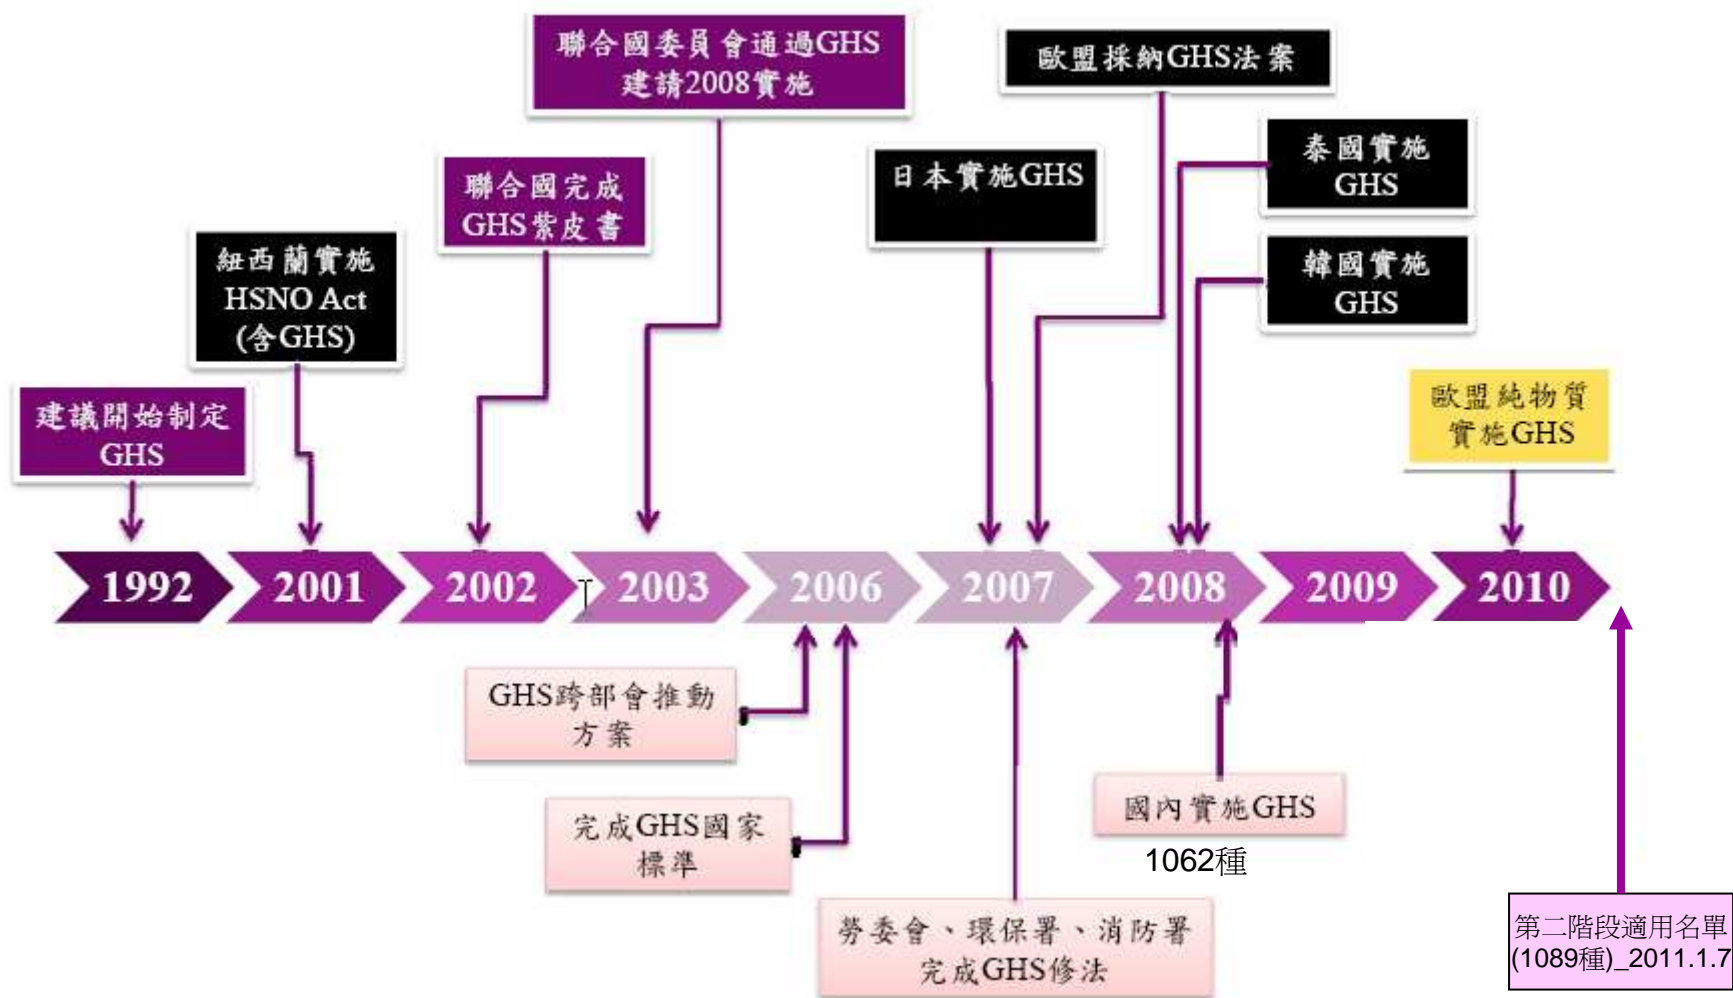 聯合國委員會通過GHS
建請2008實施
歐盟採納GHS法案
泰國實施
GHS
日本實施GHS
聯合國完成
GHS紫皮書
紐西蘭實施
HSNO Act
(含GHS)
韓國實施
GHS
建議開始制定
GHS
歐盟純物質
實施GHS
1992
2001
2002
2003
2006
2007
2008
2009
2010
GHS跨部會推動
方案
完成GHS國家
標準
國內實施GHS
1062種
勞委會、環保署、消防署
完成GHS修法
第二階段適用名單
(1089種)_2011.1.7